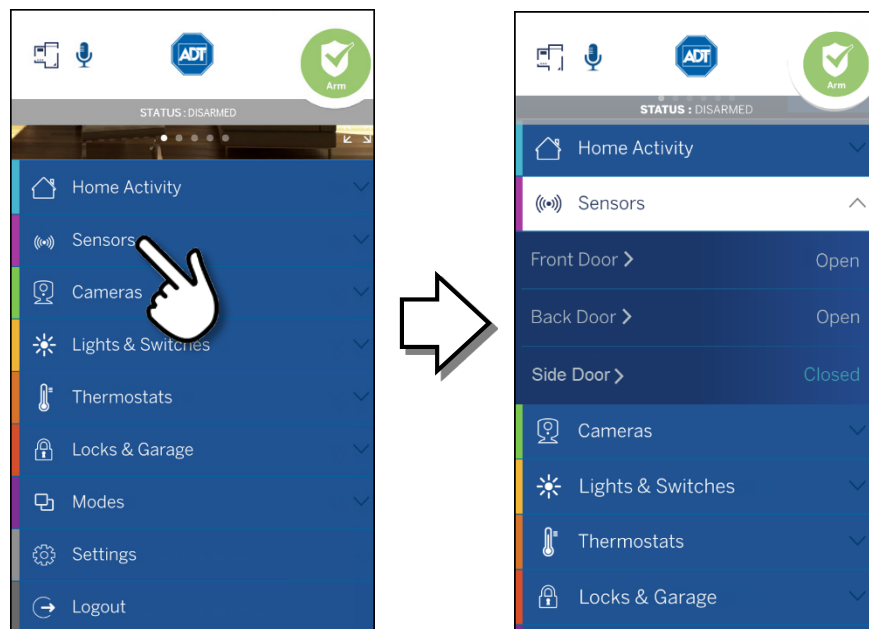 ADT
Arm
STATUS : DISARMED
Home Activity
Sensors
Cameras
Lights & Switches
Thermostats
Locks & Garage
Modes
Settings
Logout
ADT
Arm
STATUS : DISARMED
Home Activity
Sensors
Front Door > Open
Back Door > Open
Side Door > Closed
Cameras
Lights & Switches
Thermostats
Locks & Garage